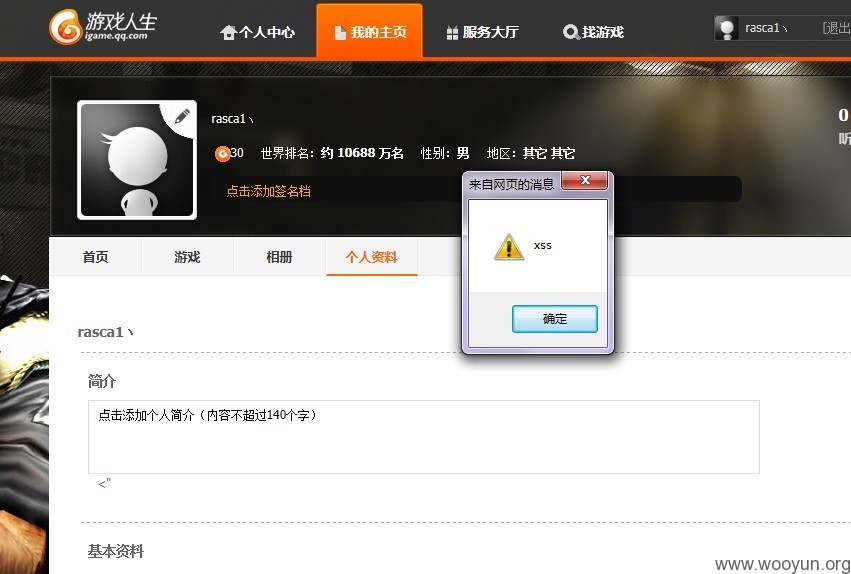 游戏人生
igame.qq.com
个人中心
我的主页
服务大厅
找游戏
rasca1ヽ
[退出
rasca1ヽ
30 世界排名：约 10688 万名 性别：男 地区：其它 其它
0
听
点击添加签名档
来自网页的消息
xss
确定
首页
游戏
相册
个人资料
rasca1ヽ
简介
点击添加个人简介（内容不超过140个字）
<"
基本资料
www.wooyun.org